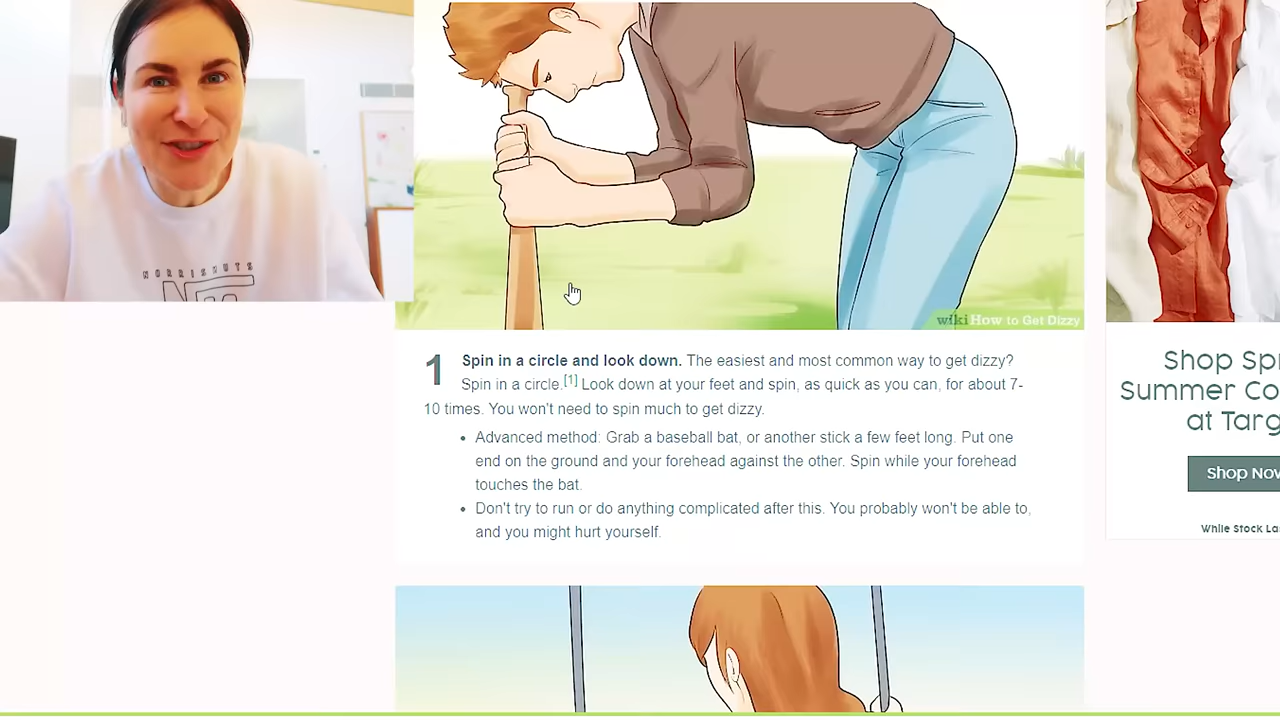 NORRISNUTS
wikiHow to Get Dizzy
1 Spin in a circle and look down. The easiest and most common way to get dizzy?
Spin in a circle.[1] Look down at your feet and spin, as quick as you can, for about 7-
10 times. You won't need to spin much to get dizzy.
• Advanced method: Grab a baseball bat, or another stick a few feet long. Put one
end on the ground and your forehead against the other. Spin while your forehead
touches the bat.
• Don't try to run or do anything complicated after this. You probably won't be able to,
and you might hurt yourself.
Shop Spr
Summer Co
at Targ
Shop Now
While Stock La